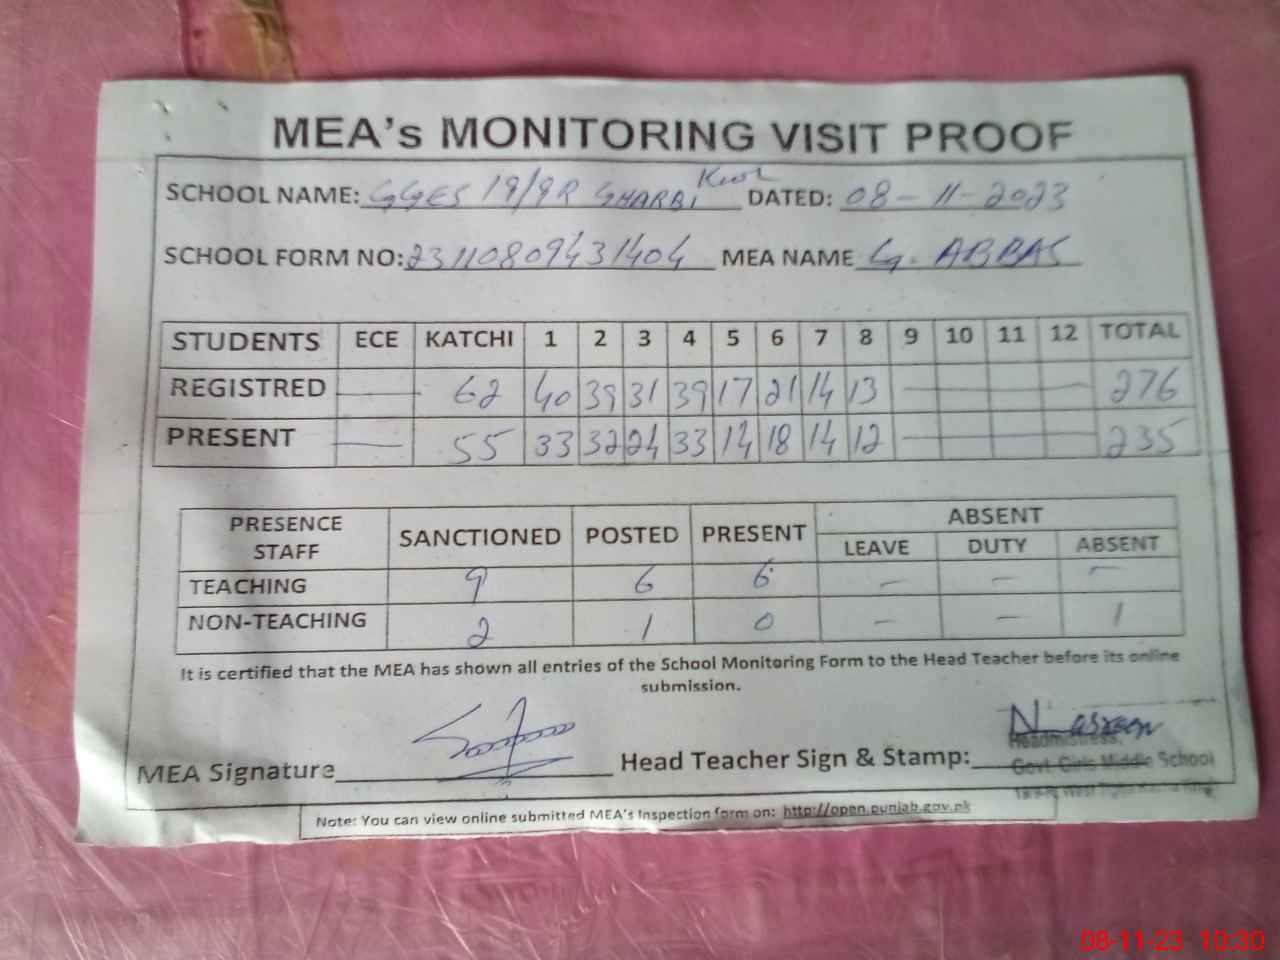 MEA's MONITORING VISIT PROOF
SCHOOL NAME: GGES 19/9R GHARBI DATED: 08-11-2023
SCHOOL FORM NO: 23110809431404 MEA NAME G. ABBAS
STUDENTS ECE KATCHI 1 2 3 4 5 6 7 8 9 10 11 12 TOTAL
REGISTRED — 62 40 39 31 39 17 21 14 13 — 276
PRESENT — 55 33 32 24 33 14 18 14 12 — 235
PRESENCE STAFF SANCTIONED POSTED PRESENT ABSENT
LEAVE DUTY ABSENT
TEACHING 9 6 6 — — —
NON-TEACHING 2 1 0 — — 1
It is certified that the MEA has shown all entries of the School Monitoring Form to the Head Teacher before its online
submission.
MEA Signature Head Teacher Sign & Stamp: Nasreen
Headmistress,
Govt. Girls Middle School
Note: You can view online submitted MEA's Inspection form on: http://open.punjab.gov.pk
08-11-23 10:30